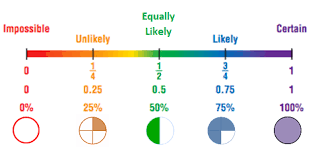 Impossible Unlikely Equally Likely Likely Certain
0 1/4 1/2 3/4 1
0 0.25 0.5 0.75 1
0% 25% 50% 75% 100%